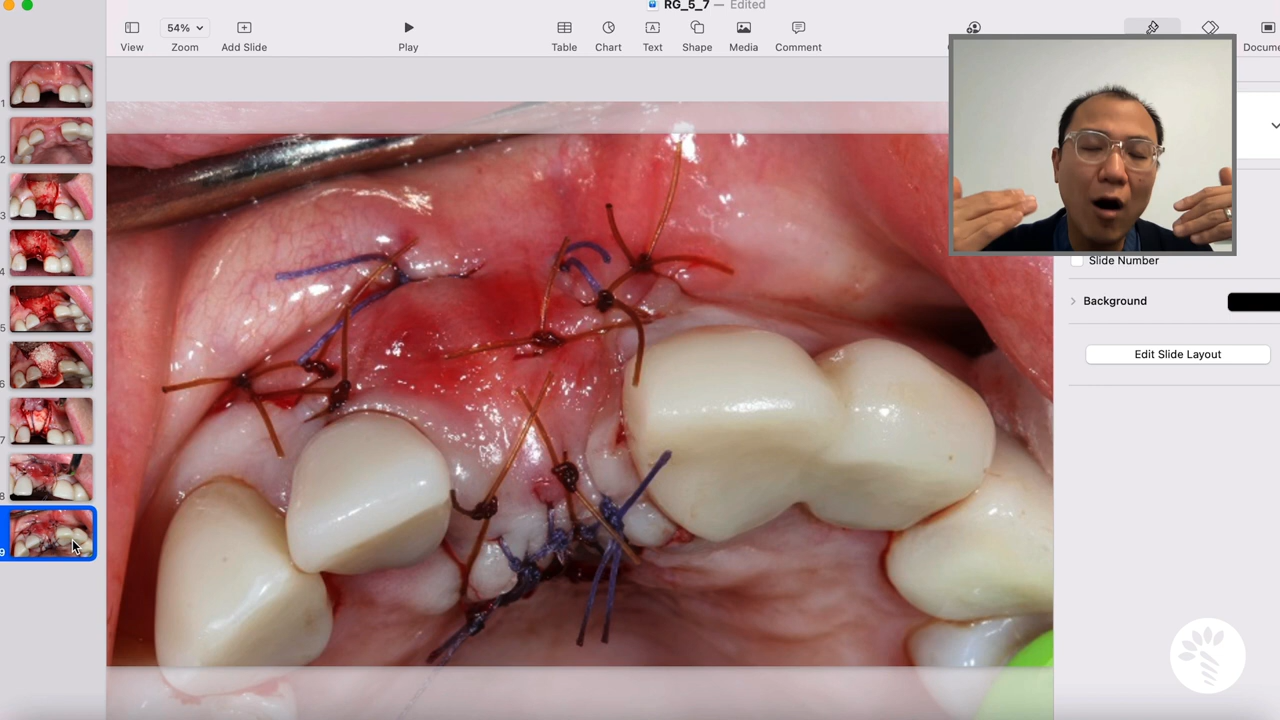 RG_5_7 — Edited
54%
View
Zoom
Add Slide
Play
Table
Chart
Text
Shape
Media
Comment
1
2
3
4
5
6
7
8
9
Slide Number
Background
Edit Slide Layout